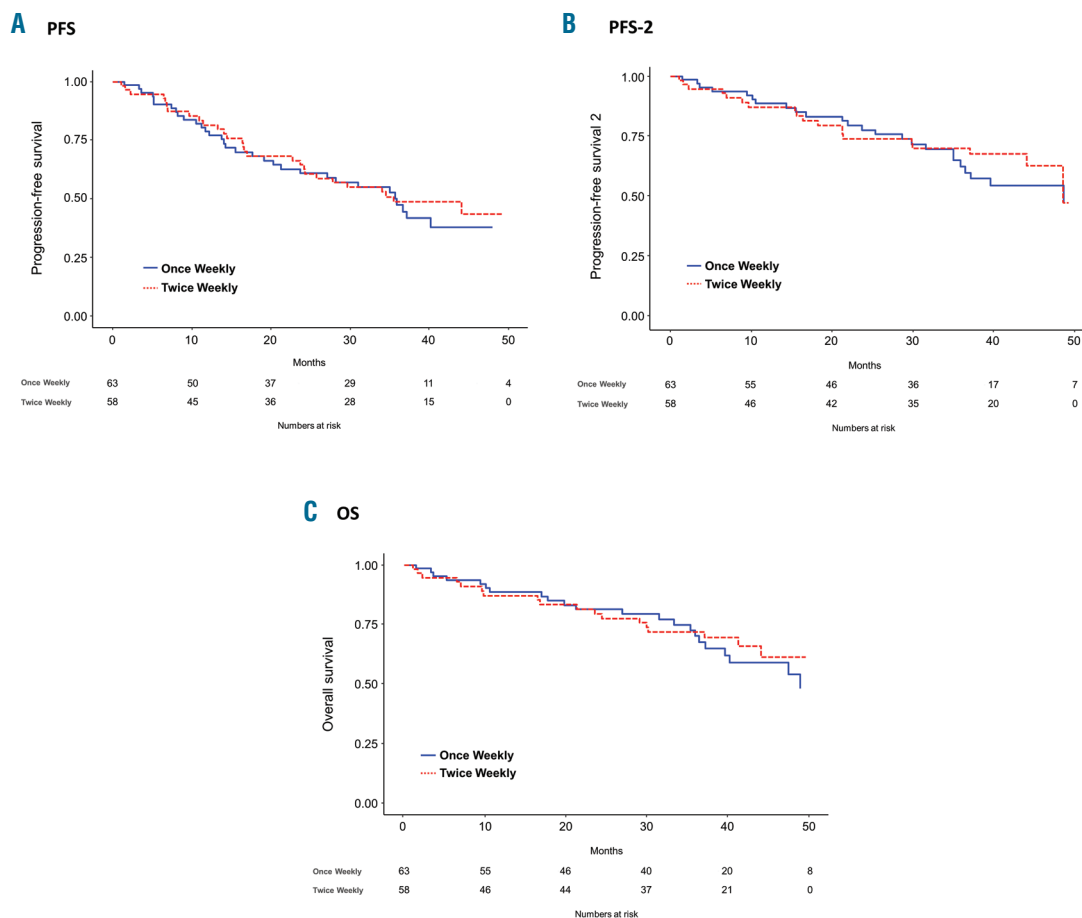 A PFS
Progression-free survival
1.00
0.75
0.50
0.25
0.00
Once Weekly
Twice Weekly
0 10 20 30 40 50
Months
Once Weekly 63 50 37 29 11 4
Twice Weekly 58 45 36 28 15 0
Numbers at risk
B PFS-2
Progression-free survival 2
1.00
0.75
0.50
0.25
0.00
Once Weekly
Twice Weekly
0 10 20 30 40 50
Months
Once Weekly 63 55 46 36 17 7
Twice Weekly 58 46 42 35 20 0
Numbers at risk
C OS
Overall survival
1.00
0.75
0.50
0.25
0.00
Once Weekly
Twice Weekly
0 10 20 30 40 50
Months
Once Weekly 63 55 46 40 20 8
Twice Weekly 58 46 44 37 21 0
Numbers at risk